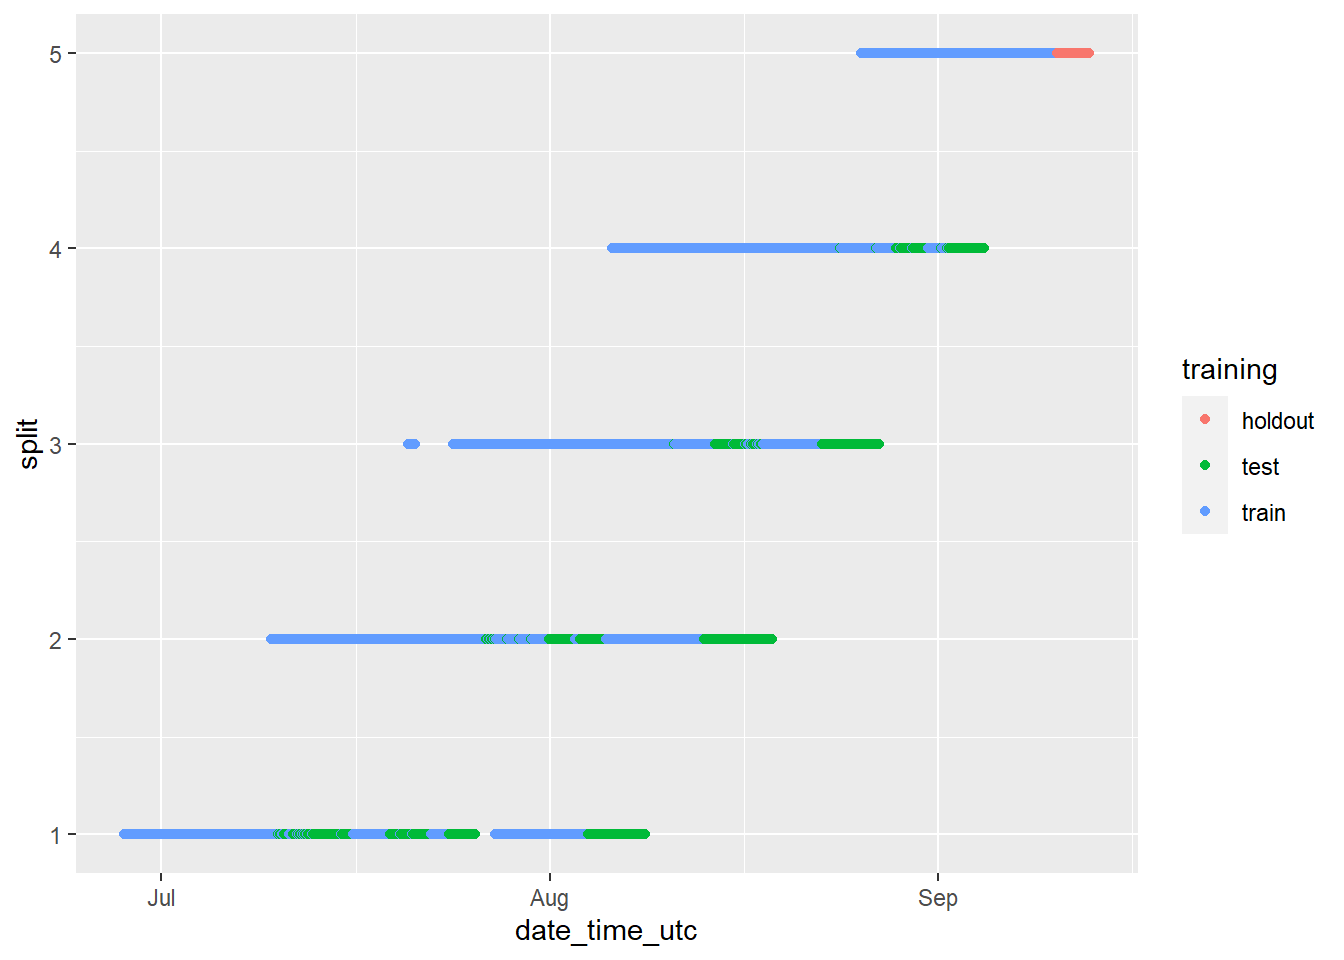 5
4
3
2
1
split
Jul
Aug
Sep
date_time_utc
training
holdout
test
train